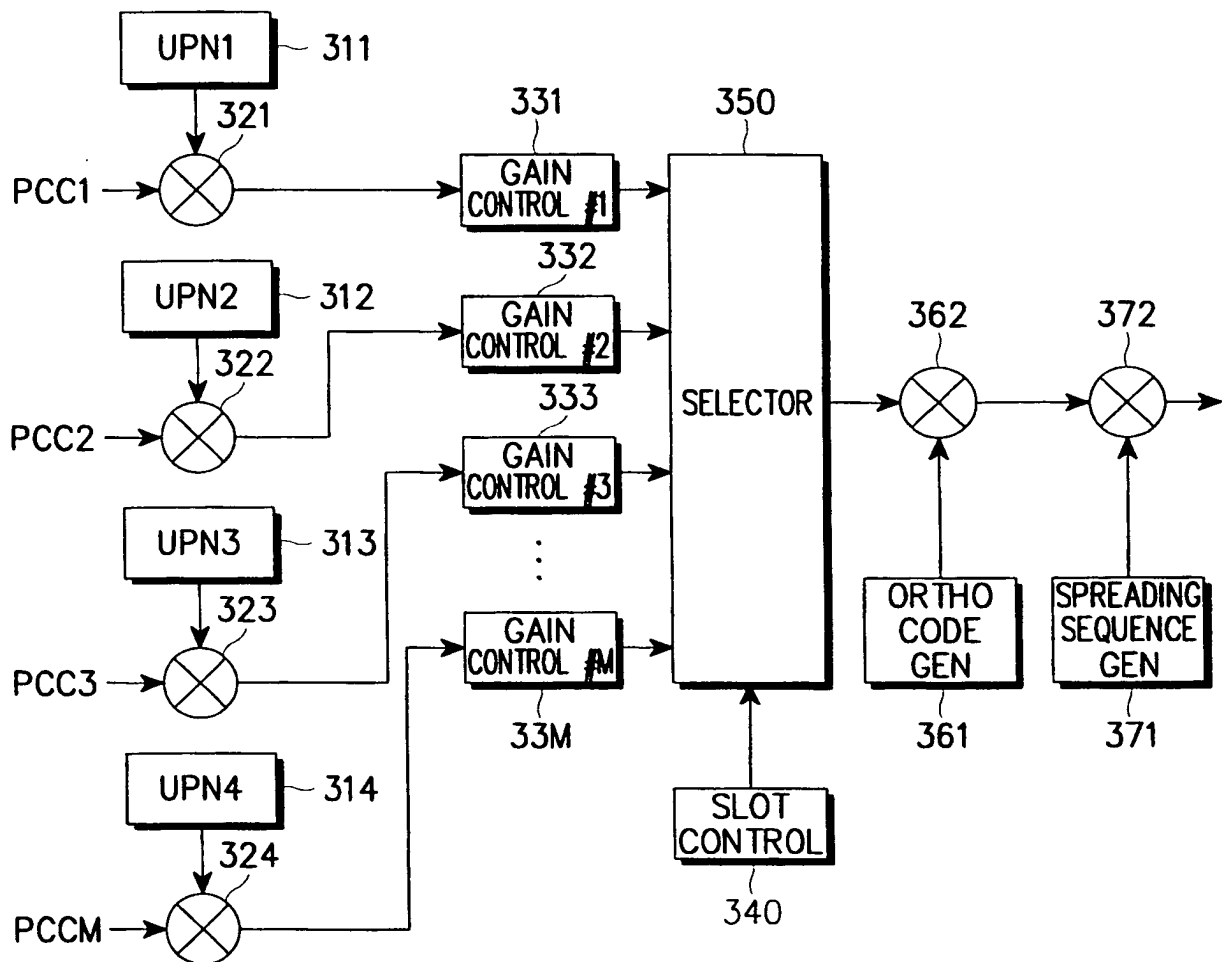 UPN1
311
321
PCC1
331
GAIN
CONTROL #1
350
UPN2
312
322
PCC2
332
GAIN
CONTROL #2
333
GAIN
CONTROL #3
SELECTOR
362
372
UPN3
313
323
PCC3
GAIN
CONTROL #M
33M
ORTHO
CODE
GEN
361
SPREADING
SEQUENCE
GEN
371
UPN4
314
324
PCCM
SLOT
CONTROL
340